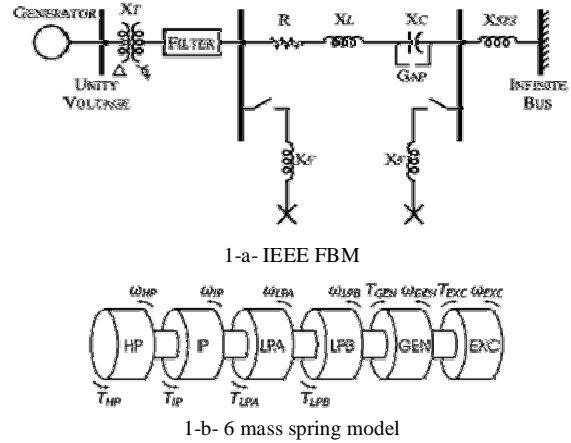 GENERATOR
XT
FILTER
R
XL
XC
XSYS
GAP
UNITY
VOLTAGE
INFINITE
BUS
XF
XF
1-a- IEEE FBM
ωHP ωIP ωLPA ωLPB TGEN ωGEN TEXC ωEXC
HP IP LPA LPB GEN EXC
THP TIP TLPA TLPB
1-b- 6 mass spring model